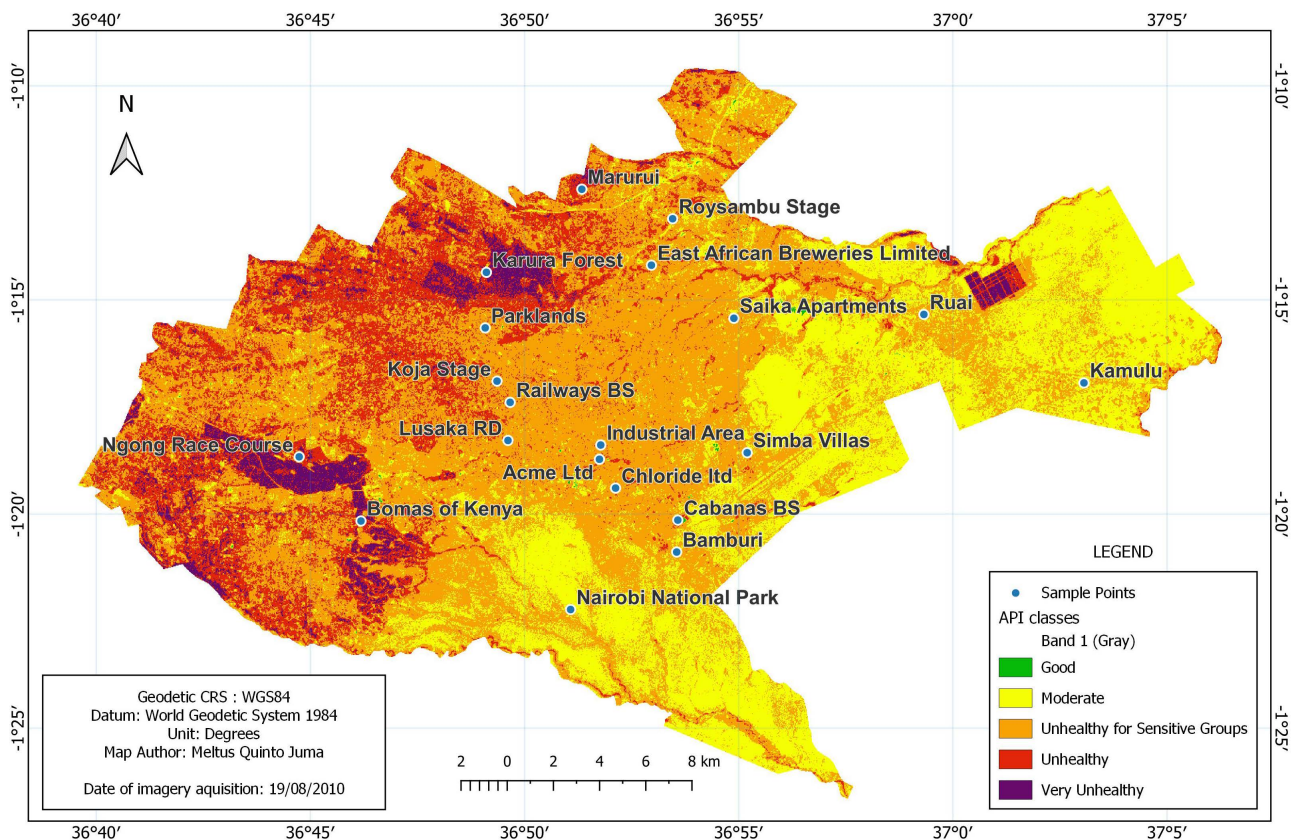 36°40′ 36°45′ 36°50′ 36°55′ 37°0′ 37°5′
-1°10′ -1°10′
N
Marurui
Roysambu Stage
East African Breweries Limited
Karura Forest
-1°15′ -1°15′
Saika Apartments
Ruai
Parklands
Koja Stage
Kamulu
Railways BS
Lusaka RD
Industrial Area
Simba Villas
Ngong Race Course
Acme Ltd
Chloride ltd
-1°20′ -1°20′
Bomas of Kenya
Cabanas BS
Bamburi
Nairobi National Park
-1°25′ -1°25′
LEGEND
Sample Points
API classes
Band 1 (Gray)
Good
Moderate
Unhealthy for Sensitive Groups
Unhealthy
Very Unhealthy
Geodetic CRS : WGS84
Datum: World Geodetic System 1984
Unit: Degrees
Map Author: Meltus Quinto Juma
Date of imagery aquisition: 19/08/2010
2 0 2 4 6 8 km
36°40′ 36°45′ 36°50′ 36°55′ 37°0′ 37°5′